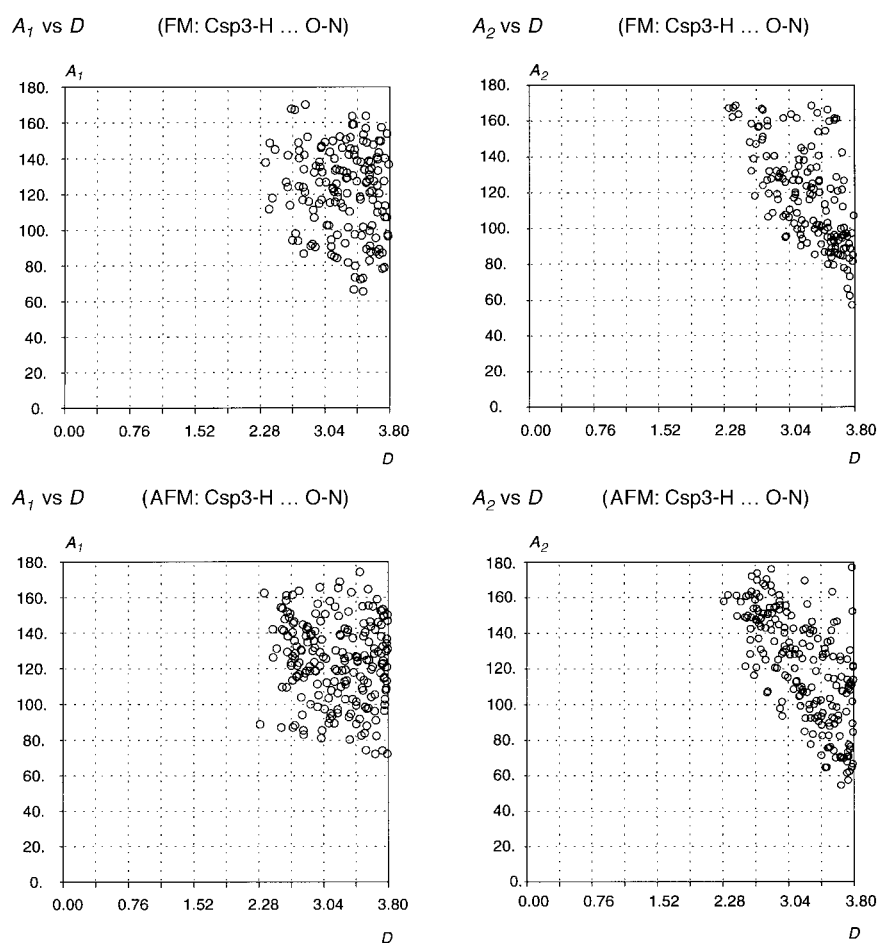 A1 vs D (FM: Csp3-H ... O-N)
A1
180.
160.
140.
120.
100.
80.
60.
40.
20.
0.
0.00 0.76 1.52 2.28 3.04 3.80
D
A2 vs D (FM: Csp3-H ... O-N)
A2
180.
160.
140.
120.
100.
80.
60.
40.
20.
0.
0.00 0.76 1.52 2.28 3.04 3.80
D
A1 vs D (AFM: Csp3-H ... O-N)
A1
180.
160.
140.
120.
100.
80.
60.
40.
20.
0.
0.00 0.76 1.52 2.28 3.04 3.80
D
A2 vs D (AFM: Csp3-H ... O-N)
A2
180.
160.
140.
120.
100.
80.
60.
40.
20.
0.
0.00 0.76 1.52 2.28 3.04 3.80
D